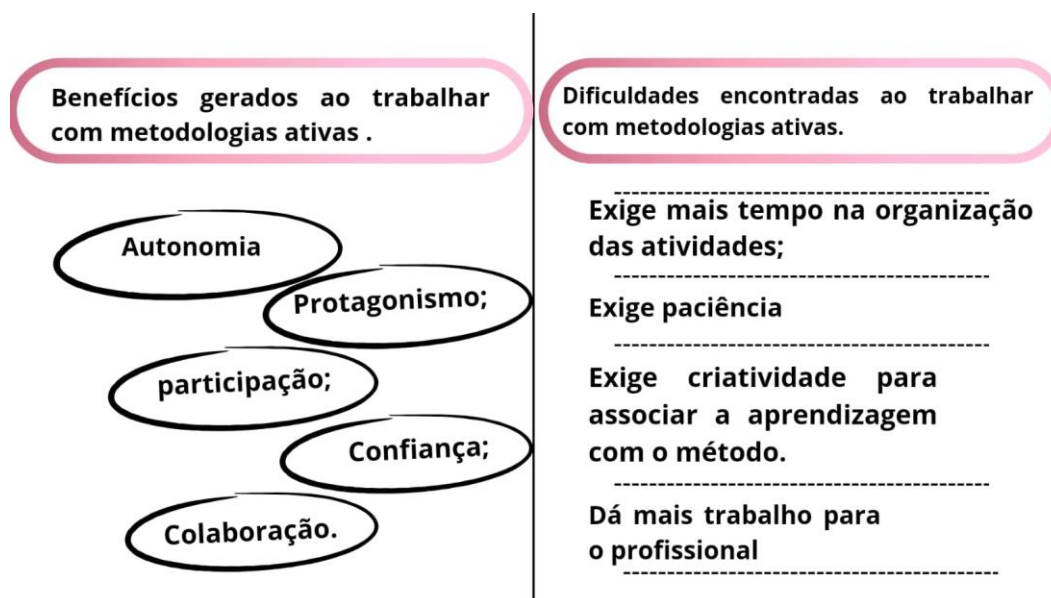 Benefícios gerados ao trabalhar
com metodologias ativas .
Autonomia
Protagonismo;
participação;
Confiança;
Colaboração.
Dificuldades encontradas ao trabalhar
com metodologias ativas.
Exige mais tempo na organização
das atividades;
Exige paciência
Exige criatividade para
associar a aprendizagem
com o método.
Dá mais trabalho para
o profissional